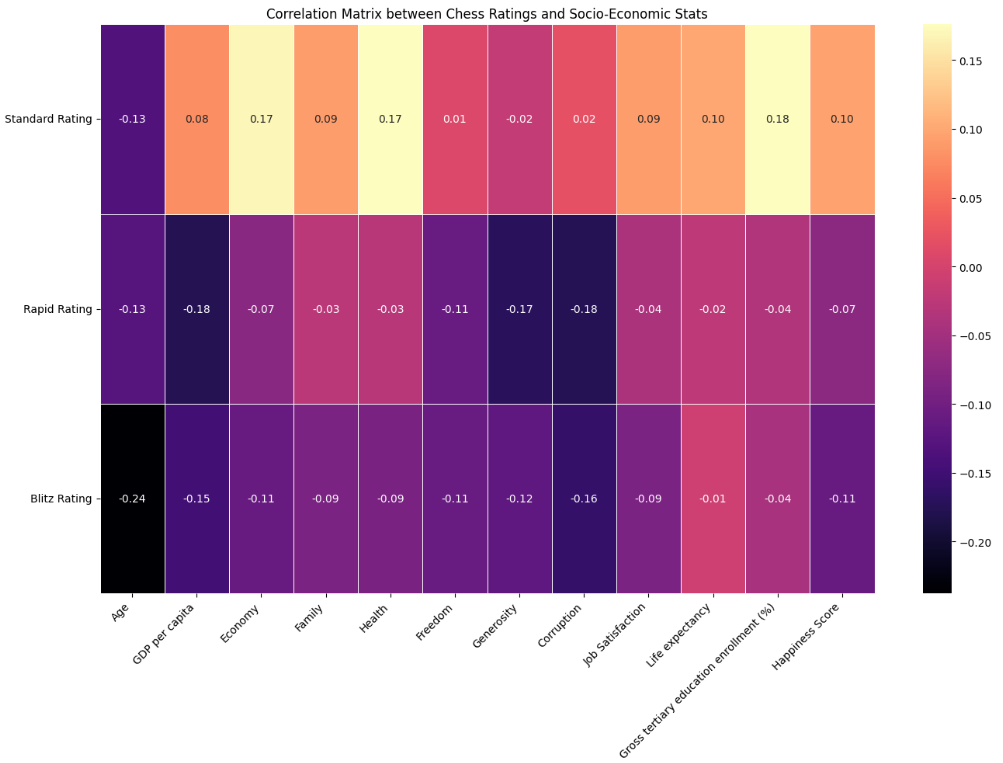 Correlation Matrix between Chess Ratings and Socio-Economic Stats
Standard Rating
-0.13 0.08 0.17 0.09 0.17 0.01 -0.02 0.02 0.09 0.10 0.18 0.10
Rapid Rating
-0.13 -0.18 -0.07 -0.03 -0.03 -0.11 -0.17 -0.18 -0.04 -0.02 -0.04 -0.07
Blitz Rating
-0.24 -0.15 -0.11 -0.09 -0.09 -0.11 -0.12 -0.16 -0.09 -0.01 -0.04 -0.11
Age
GDP per capita
Economy
Family
Health
Freedom
Generosity
Corruption
Job Satisfaction
Life expectancy
Gross tertiary education enrollment (%)
Happiness Score
0.15
0.10
0.05
0.00
−0.05
−0.10
−0.15
−0.20